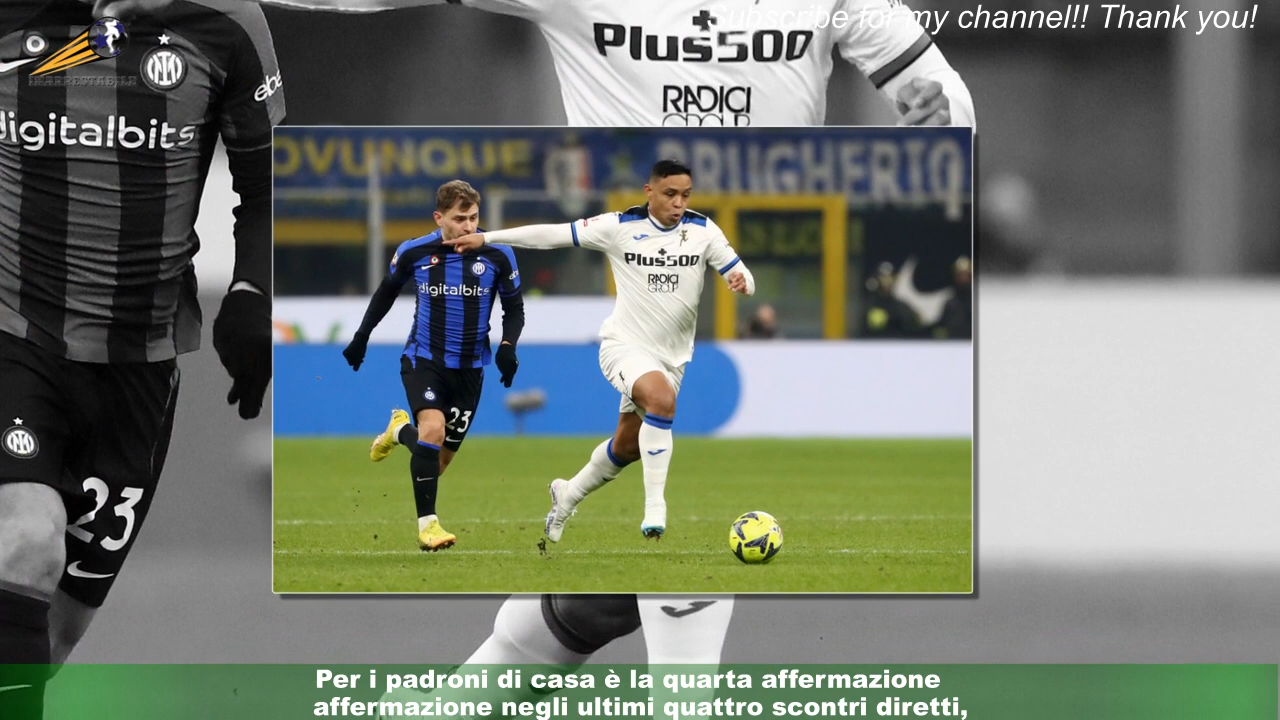 Subscribe for my channel!! Thank you!
Plus500
RADICI
GROUP
digitalbits
23
OVUNQUE
BRUGHERIO
Plus500
RADICI
GROUP
digitalbits
23
Per i padroni di casa è la quarta affermazione
affermazione negli ultimi quattro scontri diretti,